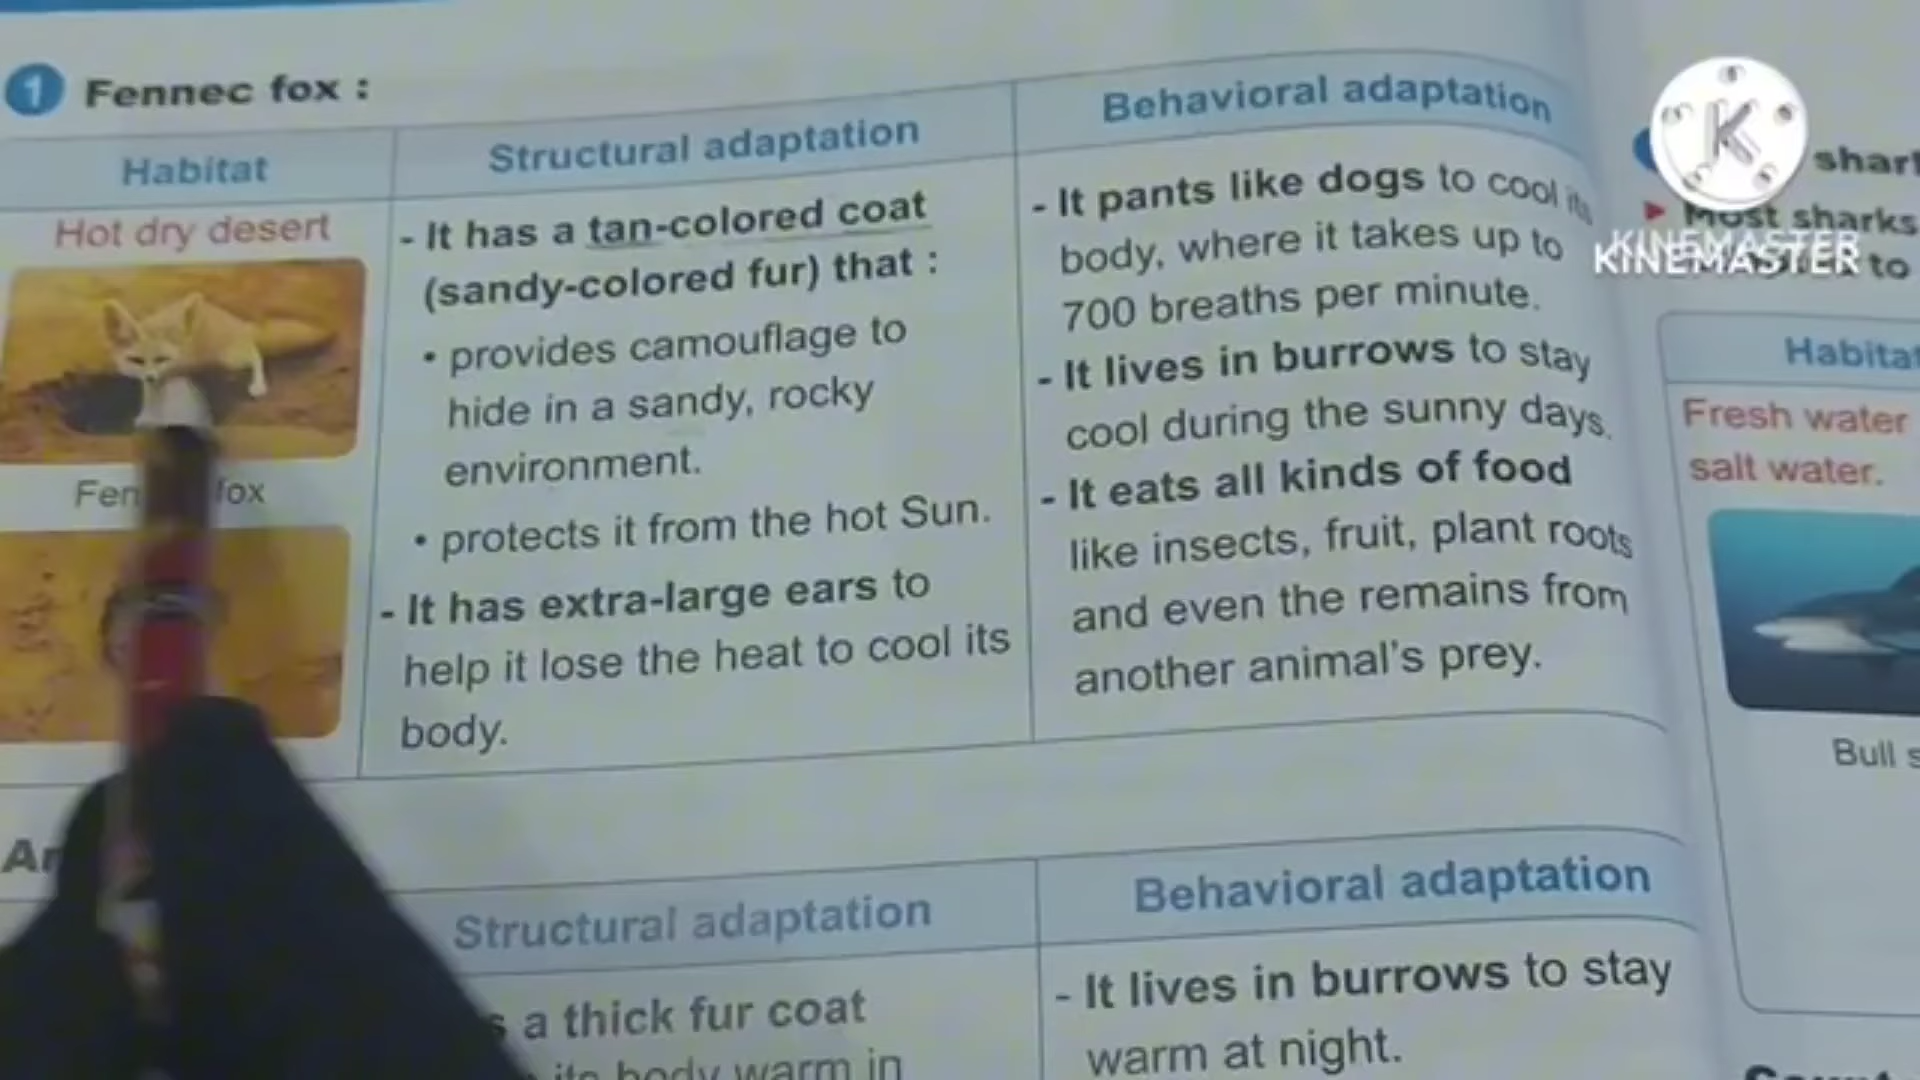 1 Fennec fox :
Habitat
Structural adaptation
Behavioral adaptation
Hot dry desert
fox
- It has a tan-colored coat
(sandy-colored fur) that :
• provides camouflage to
hide in a sandy, rocky
environment.
• protects it from the hot Sun.
- It has extra-large ears to
help it lose the heat to cool its
body.
- It pants like dogs to cool its
body, where it takes up to
700 breaths per minute.
- It lives in burrows to stay
cool during the sunny days.
- It eats all kinds of food
like insects, fruit, plant roots
and even the remains from
another animal's prey.
Structural adaptation
Behavioral adaptation
a thick fur coat
its body warm in
- It lives in burrows to stay
warm at night.
K
KINEMASTER
Most sharks
to
Fresh water
salt water.
Bull